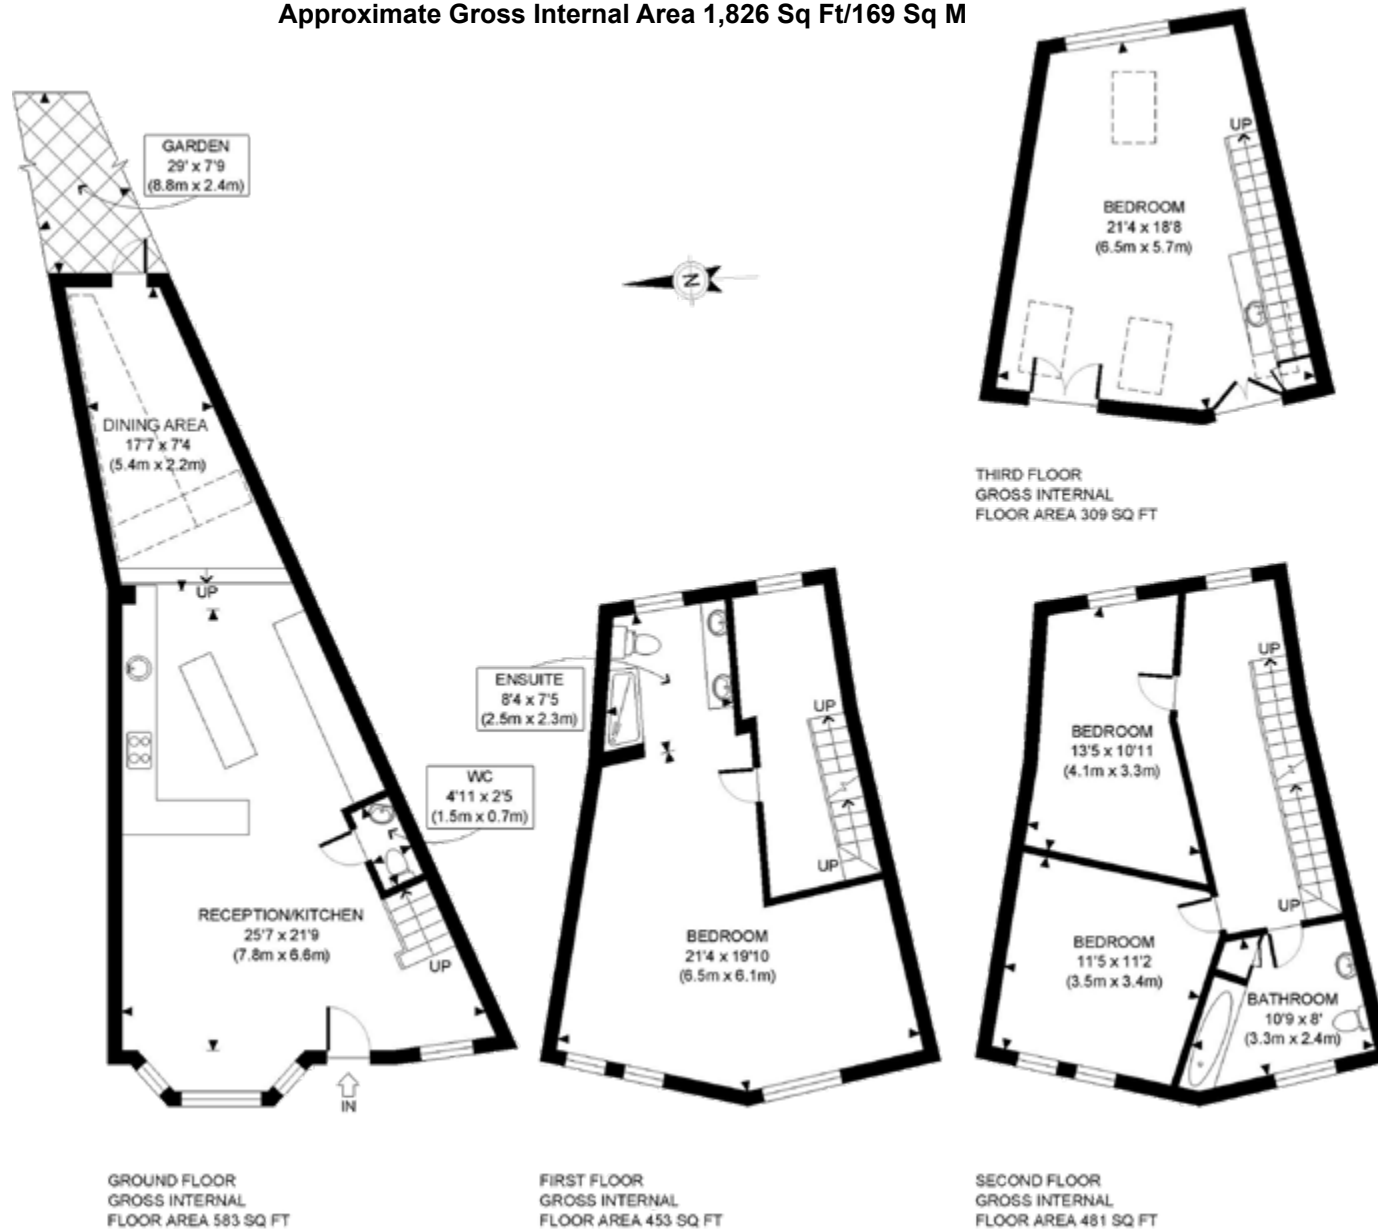 Approximate Gross Internal Area 1,826 Sq Ft/169 Sq M
GARDEN
29' x 7'9
(8.8m x 2.4m)
DINING AREA
17'7 x 7'4
(5.4m x 2.2m)
UP
WC
4'11 x 2'5
(1.5m x 0.7m)
RECEPTION/KITCHEN
25'7 x 21'9
(7.8m x 6.6m)
UP
IN
GROUND FLOOR
GROSS INTERNAL
FLOOR AREA 583 SQ FT
N
ENSUITE
8'4 x 7'5
(2.5m x 2.3m)
UP
UP
BEDROOM
21'4 x 19'10
(6.5m x 6.1m)
FIRST FLOOR
GROSS INTERNAL
FLOOR AREA 453 SQ FT
UP
BEDROOM
21'4 x 18'8
(6.5m x 5.7m)
THIRD FLOOR
GROSS INTERNAL
FLOOR AREA 309 SQ FT
UP
BEDROOM
13'5 x 10'11
(4.1m x 3.3m)
UP
BEDROOM
11'5 x 11'2
(3.5m x 3.4m)
BATHROOM
10'9 x 8'
(3.3m x 2.4m)
SECOND FLOOR
GROSS INTERNAL
FLOOR AREA 481 SQ FT